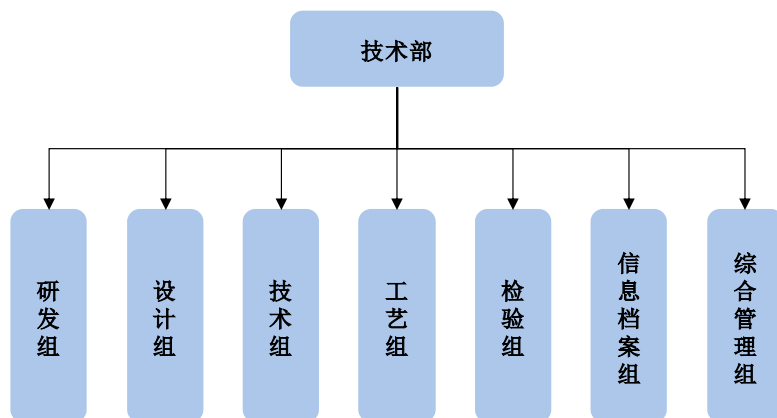 技术部
研发组
设计组
技术组
工艺组
检验组
信息档案组
综合管理组